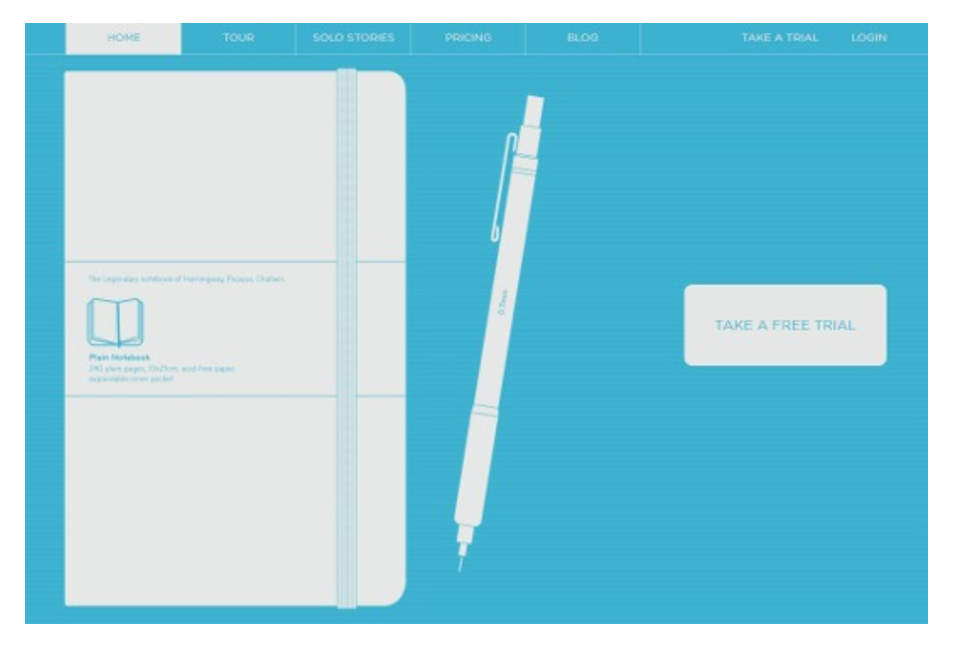 HOME TOUR SOLO STORIES PRICING BLOG TAKE A TRIAL LOGIN
The Legendary notebook of Hemingway, Picasso, Chatwin
Plain Notebook
240 plain pages, 13x21cm, acid-free paper,
expandable inner pocket
0.7mm
TAKE A FREE TRIAL